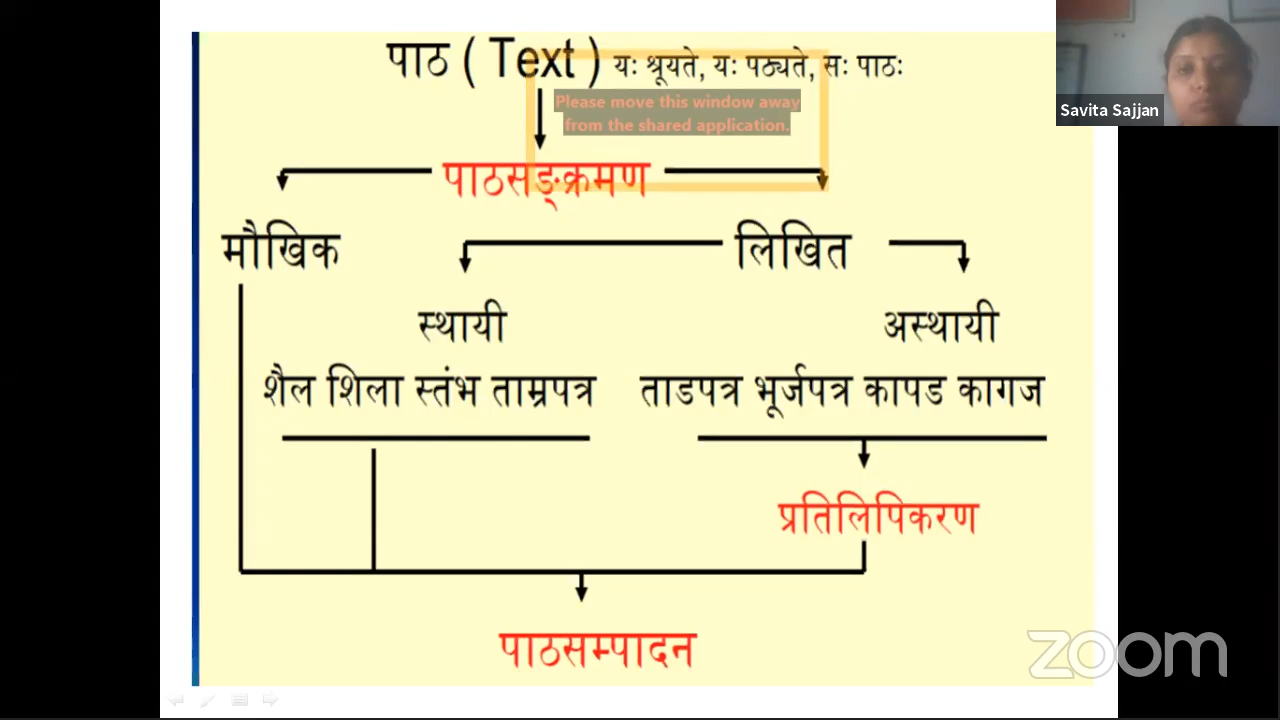 पाठ ( Text ) यः श्रूयते, यः पठ्यते, सः पाठः
Please move this window away
from the shared application.
Savita Sajjan
पाठसङ्क्रमण
मौखिक
लिखित
स्थायी
अस्थायी
शैल शिला स्तंभ ताम्रपत्र
ताडपत्र भूर्जपत्र कापड कागज
प्रतिलिपिकरण
पाठसम्पादन
zoom